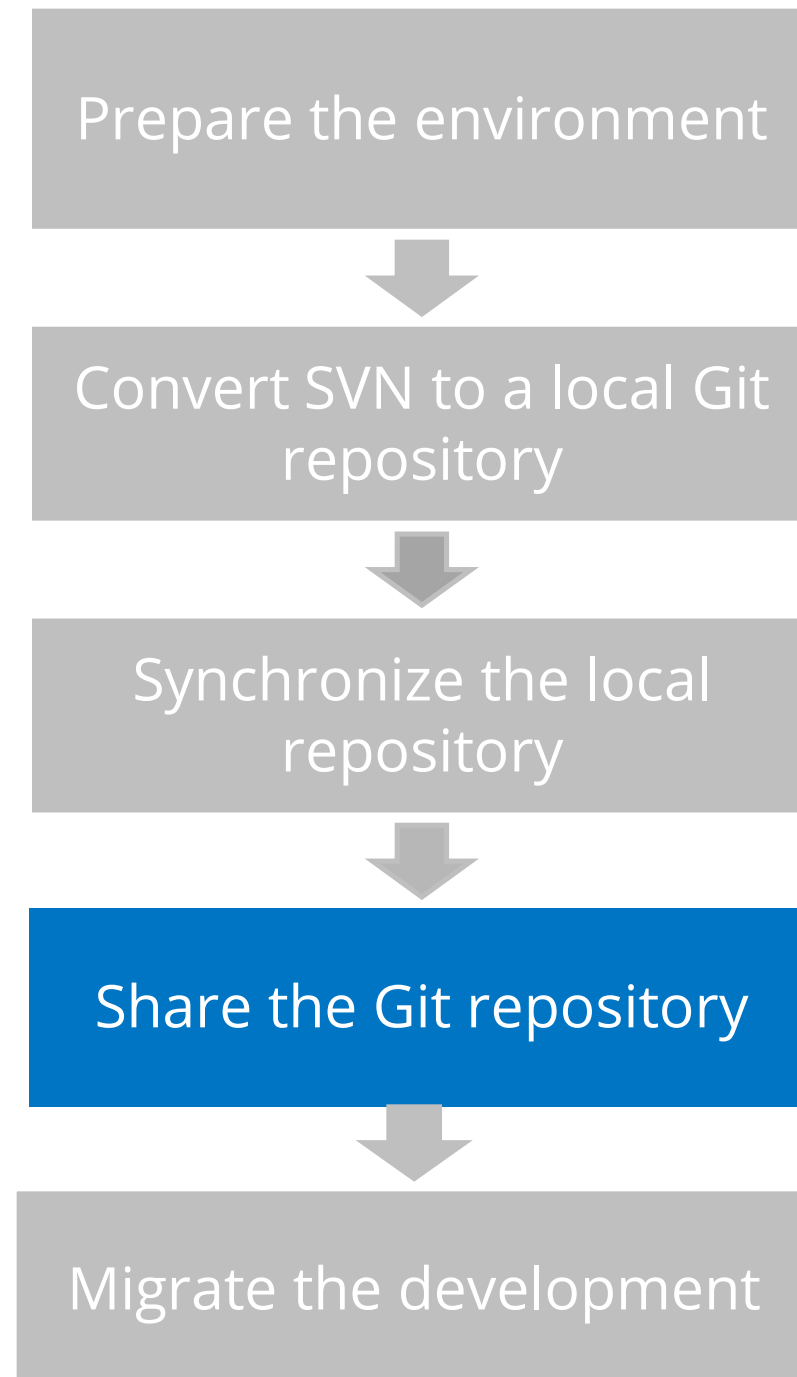 Prepare the environment
Convert SVN to a local Git
repository
Synchronize the local
repository
Share the Git repository
Migrate the development